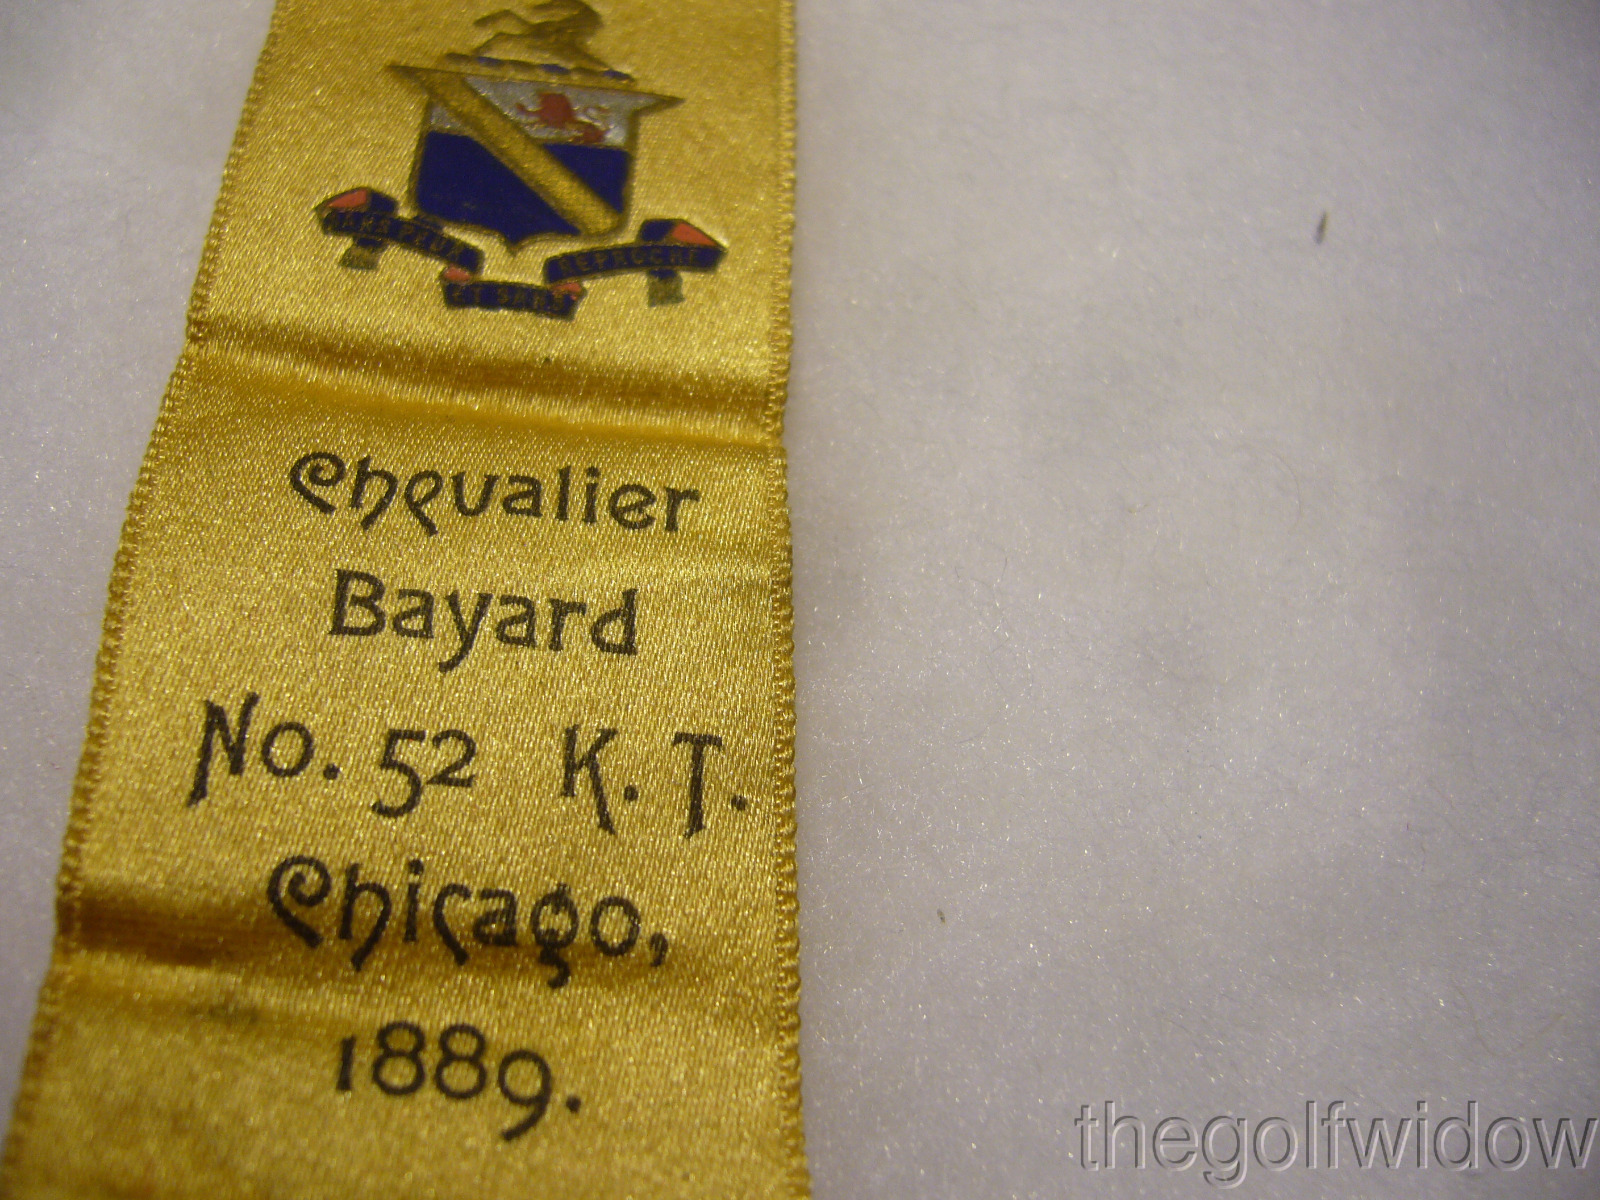 SANS PEUR
ET SANS
REPROCHE
Chevalier
Bayard
No. 52 K. T.
Chicago,
1889.
thegolfwidow